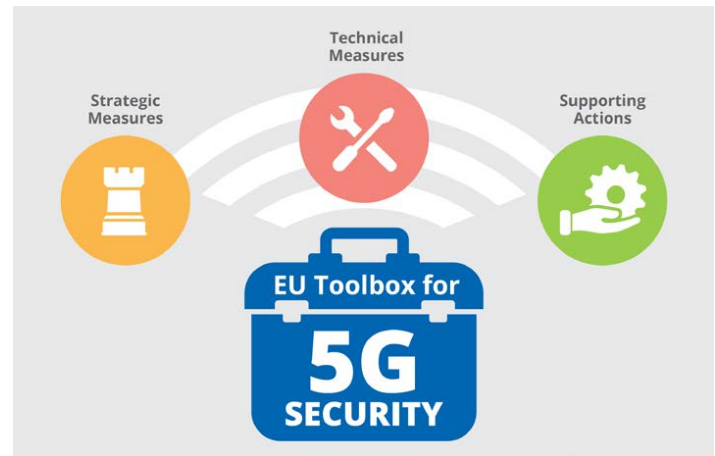 Technical
Measures
Strategic
Measures
Supporting
Actions
EU Toolbox for
5G
SECURITY